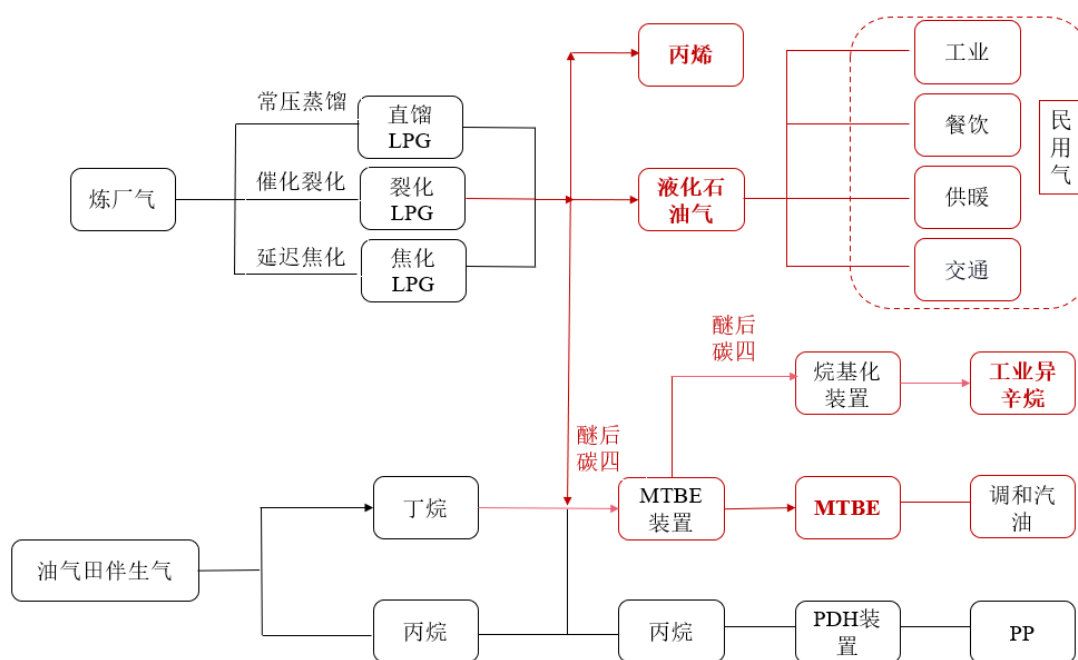 丙烯
工业
常压蒸馏
直馏
LPG
餐饮
民
用
气
炼厂气
催化裂化
裂化
LPG
液化石
油气
供暖
延迟焦化
焦化
LPG
交通
醚后
碳四
烷基化
装置
工业异
辛烷
醚后
碳四
丁烷
MTBE
装置
MTBE
调和汽
油
油气田伴生气
丙烷
丙烷
PDH装
置
PP